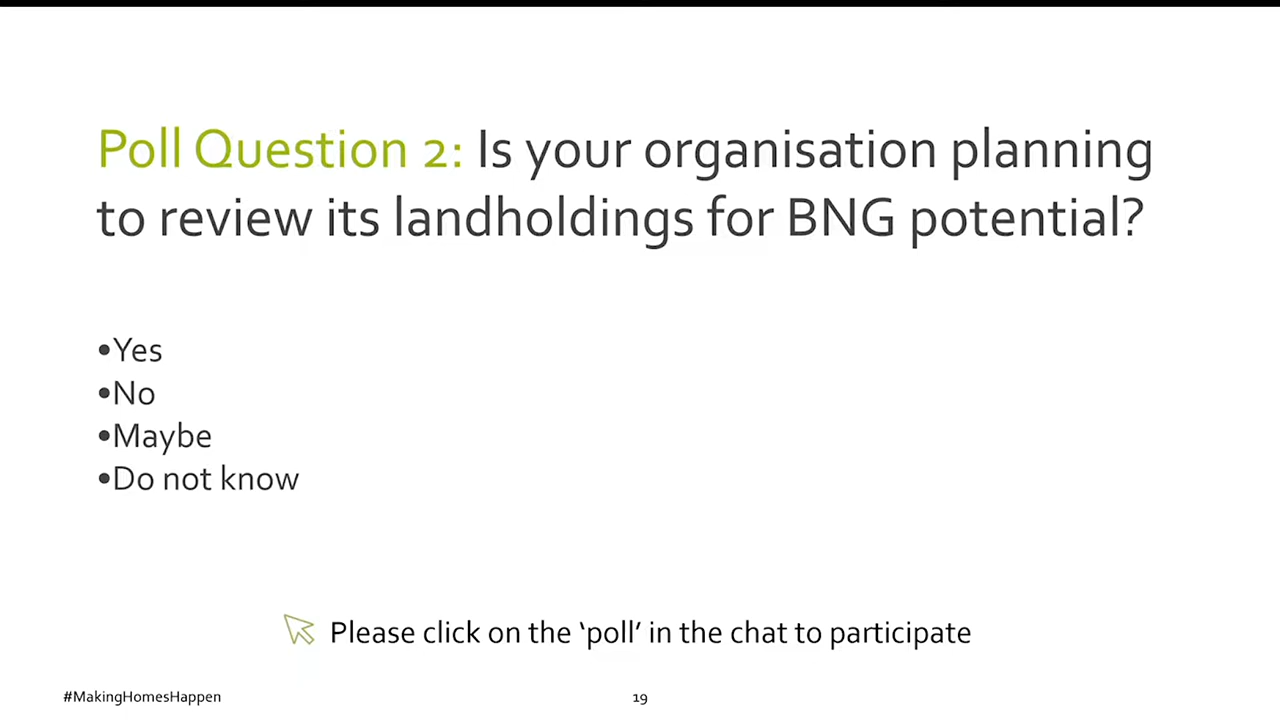 Poll Question 2: Is your organisation planning
to review its landholdings for BNG potential?
•Yes
•No
•Maybe
•Do not know
Please click on the ‘poll’ in the chat to participate
#MakingHomesHappen
19